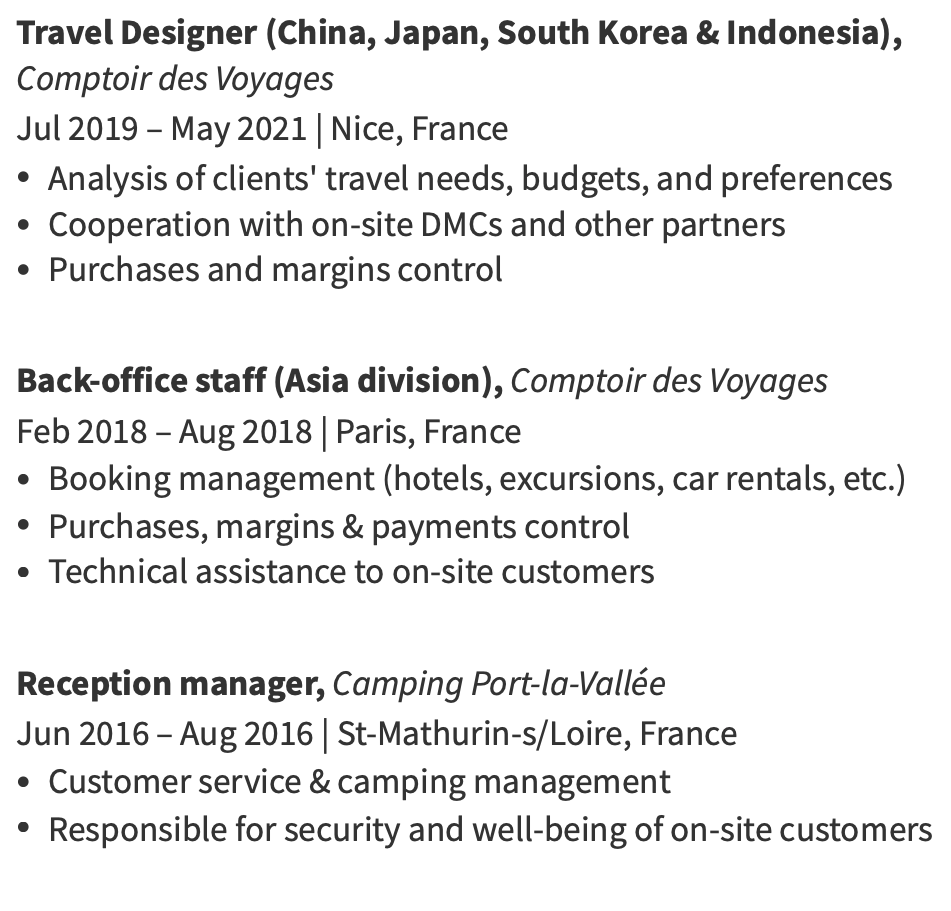 Travel Designer (China, Japan, South Korea & Indonesia),
Comptoir des Voyages
Jul 2019 – May 2021 | Nice, France
• Analysis of clients' travel needs, budgets, and preferences
• Cooperation with on-site DMCs and other partners
• Purchases and margins control
Back-office staff (Asia division), Comptoir des Voyages
Feb 2018 – Aug 2018 | Paris, France
• Booking management (hotels, excursions, car rentals, etc.)
• Purchases, margins & payments control
• Technical assistance to on-site customers
Reception manager, Camping Port-la-Vallée
Jun 2016 – Aug 2016 | St-Mathurin-s/Loire, France
• Customer service & camping management
• Responsible for security and well-being of on-site customers